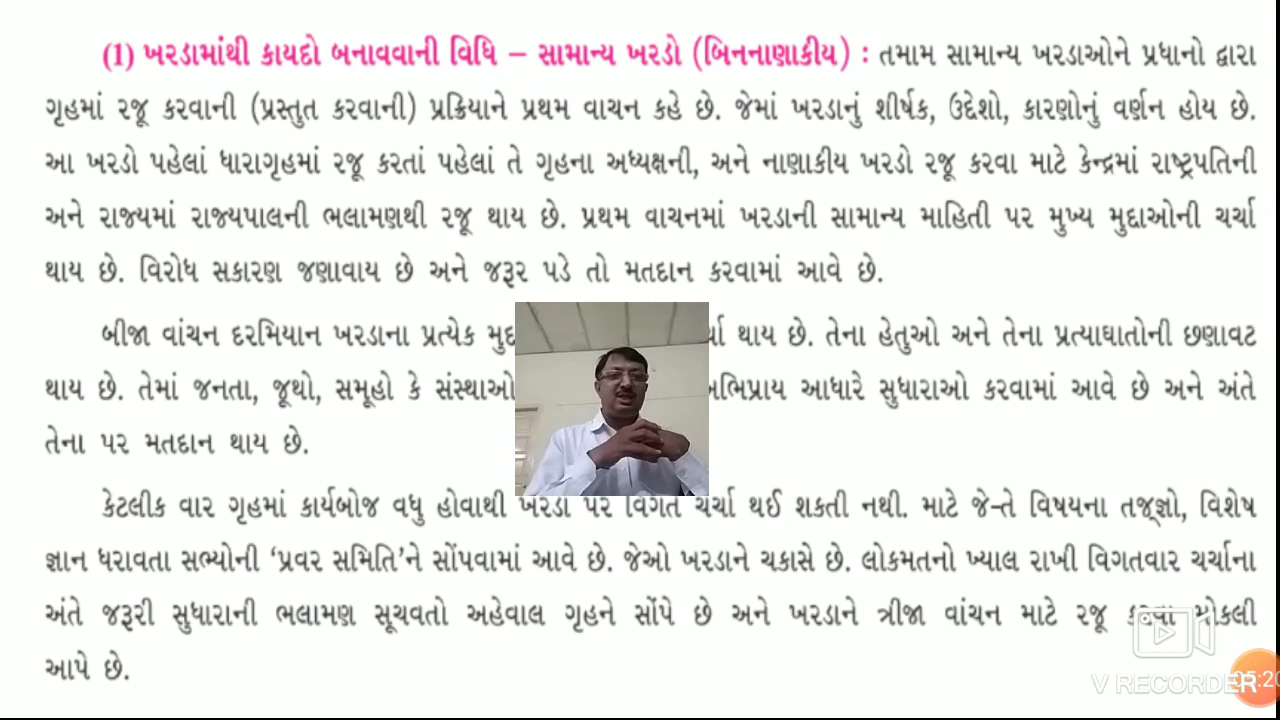 (1) ખરડામાંથી કાયદો બનાવવાની વિધિ – સામાન્ય ખરડો (બિનનાણાકીય) : તમામ સામાન્ય ખરડાઓને પ્રધાનો દ્વારા
ગૃહમાં રજૂ કરવાની (પ્રસ્તુત કરવાની) પ્રક્રિયાને પ્રથમ વાચન કહે છે. જેમાં ખરડાનું શીર્ષક, ઉદ્દેશો, કારણોનું વર્ણન હોય છે.
આ ખરડો પહેલાં ધારાગૃહમાં રજૂ કરતાં પહેલાં તે ગૃહના અધ્યક્ષની, અને નાણાકીય ખરડો રજૂ કરવા માટે કેન્દ્રમાં રાષ્ટ્રપતિની
અને રાજ્યમાં રાજ્યપાલની ભલામણથી રજૂ થાય છે. પ્રથમ વાચનમાં ખરડાની સામાન્ય માહિતી પર મુખ્ય મુદ્દાઓની ચર્ચા
થાય છે. વિરોધ સકારણ જણાવાય છે અને જરૂર પડે તો મતદાન કરવામાં આવે છે.
બીજા વાંચન દરમિયાન ખરડાના પ્રત્યેક થાય છે. તેના હેતુઓ અને તેના પ્રત્યાઘાતોની છણાવટ
થાય છે. તેમાં જનતા, જૂથો, સમૂહો કે સંસ્થાઓ અભિપ્રાય આધારે સુધારાઓ કરવામાં આવે છે અને અંતે
તેના પર મતદાન થાય છે.
કેટલીક વાર ગૃહમાં કાર્યબોજ વધુ હોવાથી ખરડા પર વિગતે ચર્ચા થઈ શકતી નથી. માટે જે-તે વિષયના તજ્જ્ઞો, વિશેષ
જ્ઞાન ધરાવતા સભ્યોની ‘પ્રવર સમિતિ’ને સોંપવામાં આવે છે. જેઓ ખરડાને ચકાસે છે. લોકમતનો ખ્યાલ રાખી વિગતવાર ચર્ચાના
અંતે જરૂરી સુધારાની ભલામણ સૂચવતો અહેવાલ ગૃહને સોંપે છે અને ખરડાને ત્રીજા વાંચન માટે રજૂ કરવા મોકલી
આપે છે.
V RECORDER
05:20